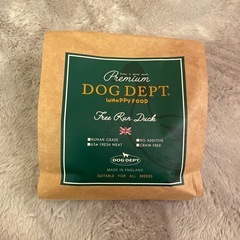 Premium
DOG DEPT.
WANPPY FOOD
Free Run Duck
HUMAN GRADE
NO ADDITIVE
65% FRESH MEAT
GRAIN FREE
DOG DEPT
MADE IN ENGLAND
SUITABLE FOR ALL BREEDS